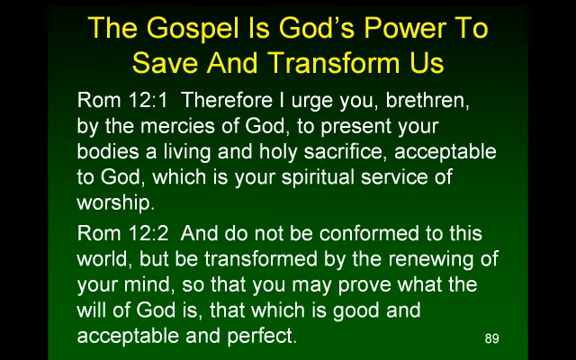 The Gospel Is God's Power To
Save And Transform Us
Rom 12:1 Therefore I urge you, brethren,
by the mercies of God, to present your
bodies a living and holy sacrifice, acceptable
to God, which is your spiritual service of
worship.
Rom 12:2 And do not be conformed to this
world, but be transformed by the renewing of
your mind, so that you may prove what the
will of God is, that which is good and
acceptable and perfect.
89